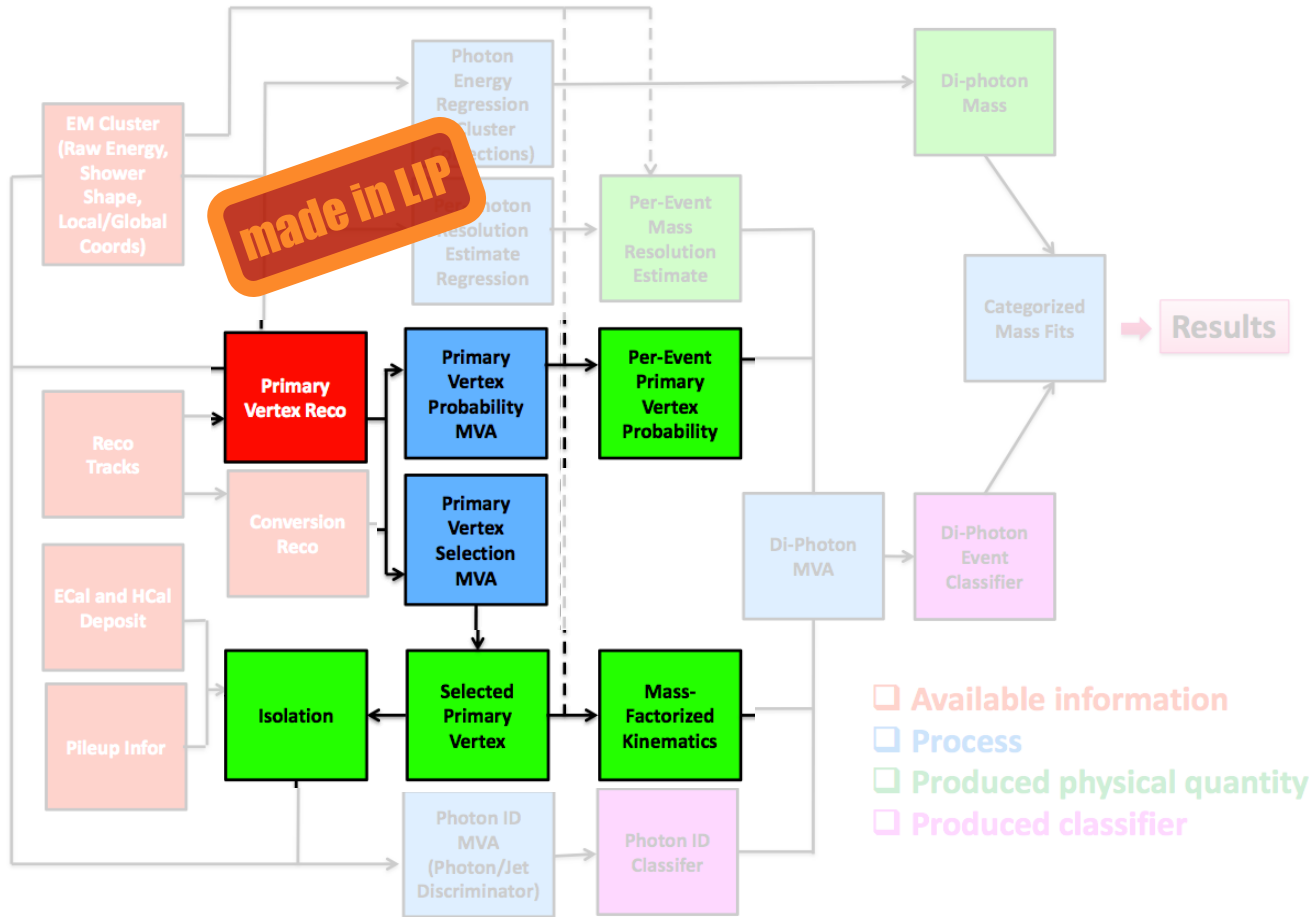 Photon
Energy
Regression
Cluster
Di-photon
Mass
EM Cluster
(Raw Energy,
Shower
Shape,
Local/Global
Coords)
made in LIP
Estimate
Regression
Per-Event
Mass
Resolution
Estimate
Categorized
Mass Fits
Results
Primary
Vertex Reco
Primary
Vertex
Probability
MVA
Per-Event
Primary
Vertex
Probability
Reco
Tracks
Conversion
Reco
Primary
Vertex
Selection
MVA
Di-Photon
MVA
Di-Photon
Event
Classifier
ECal and HCal
Deposit
Pileup Infor
Isolation
Selected
Primary
Vertex
Mass-
Factorized
Kinematics
Photon ID
MVA
(Photon/Jet
Discriminator)
Photon ID
Classifer
Available information
Process
Produced physical quantity
Produced classifier